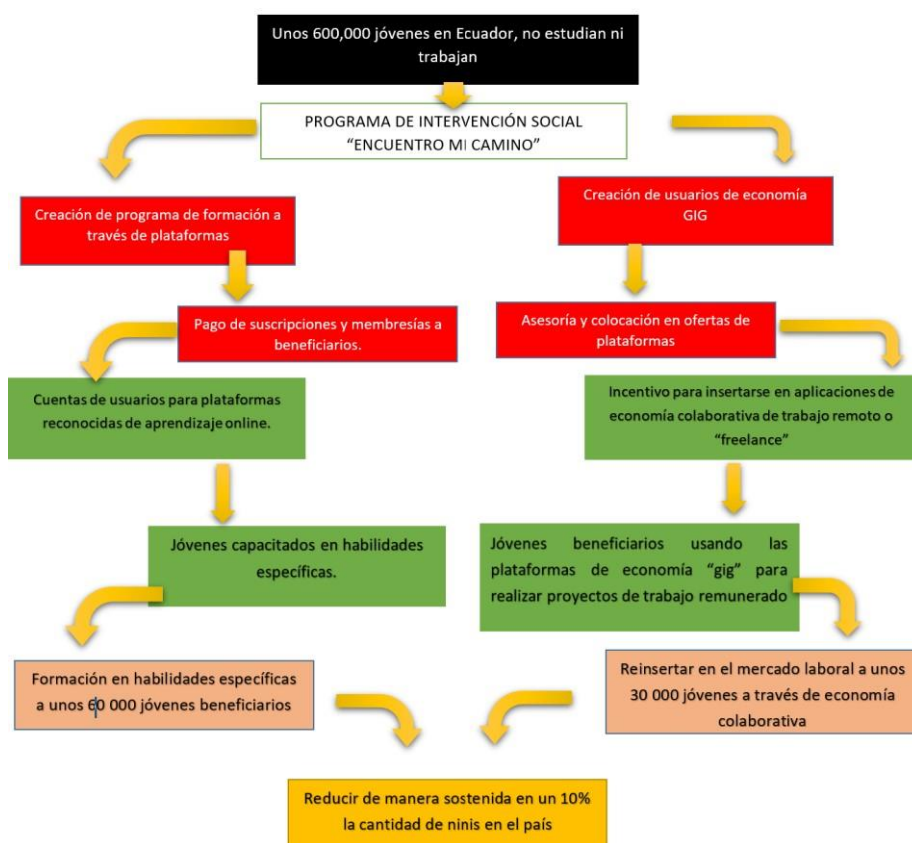 Unos 600,000 jóvenes en Ecuador, no estudian ni
trabajan
PROGRAMA DE INTERVENCIÓN SOCIAL
“ENCUENTRO MI CAMINO”
Creación de programa de formación a
través de plataformas
Creación de usuarios de economía
GIG
Pago de suscripciones y membresías a
beneficiarios.
Asesoría y colocación en ofertas de
plataformas
Cuentas de usuarios para plataformas
reconocidas de aprendizaje online.
Incentivo para insertarse en aplicaciones de
economía colaborativa de trabajo remoto o
“freelance”
Jóvenes capacitados en habilidades
específicas.
Jóvenes beneficiarios usando las
plataformas de economía “gig” para
realizar proyectos de trabajo remunerado
Formación en habilidades específicas
a unos 60 000 jóvenes beneficiarios
Reinsertar en el mercado laboral a unos
30 000 jóvenes a través de economía
colaborativa
Reducir de manera sostenida en un 10%
la cantidad de ninis en el país